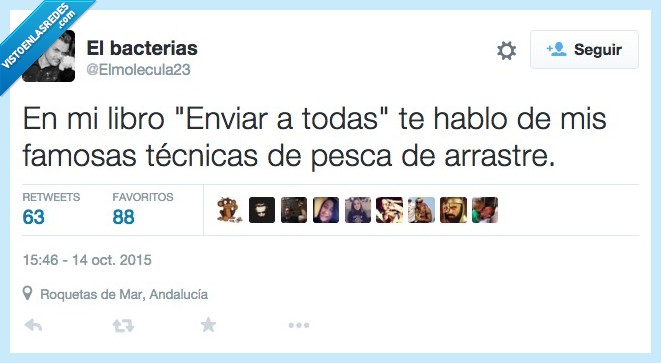 VISTOENLASREDES
.com
El bacterias
@Elmolecula23
Seguir
En mi libro "Enviar a todas" te hablo de mis
famosas técnicas de pesca de arrastre.
RETWEETS
FAVORITOS
63
88
15:46 - 14 oct. 2015
Roquetas de Mar, Andalucía